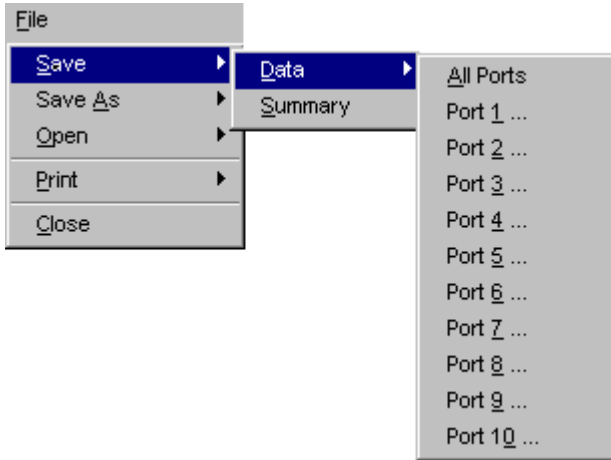 File
Save
Save As
Open
Print
Close
Data
Summary
All Ports
Port 1 ...
Port 2 ...
Port 3 ...
Port 4 ...
Port 5 ...
Port 6 ...
Port 7 ...
Port 8 ...
Port 9 ...
Port 10 ...